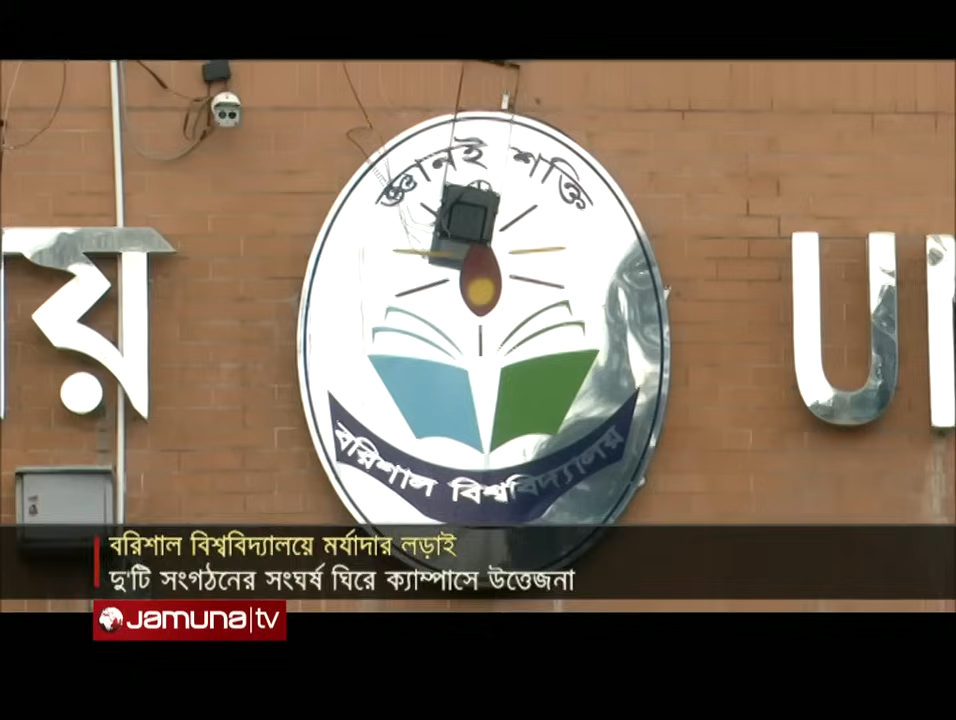 জ্ঞানই শক্তি
য়
U
বরিশাল বিশ্ববিদ্যালয়
বরিশাল বিশ্ববিদ্যালয়ে মর্যাদার লড়াই
দু'টি সংগঠনের সংঘর্ষ ঘিরে ক্যাম্পাসে উত্তেজনা
Jamuna|tv